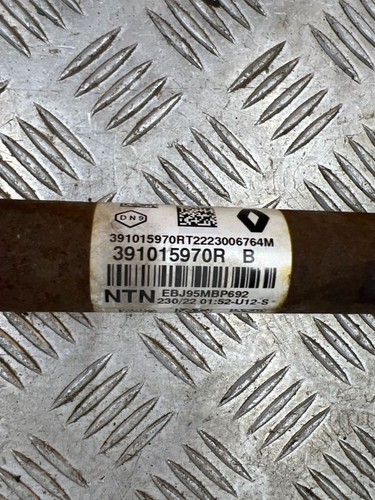 DNS
391015970RT2223006764M
391015970R B
NTN EBJ95MBP692
230/22 01:52-U12-S